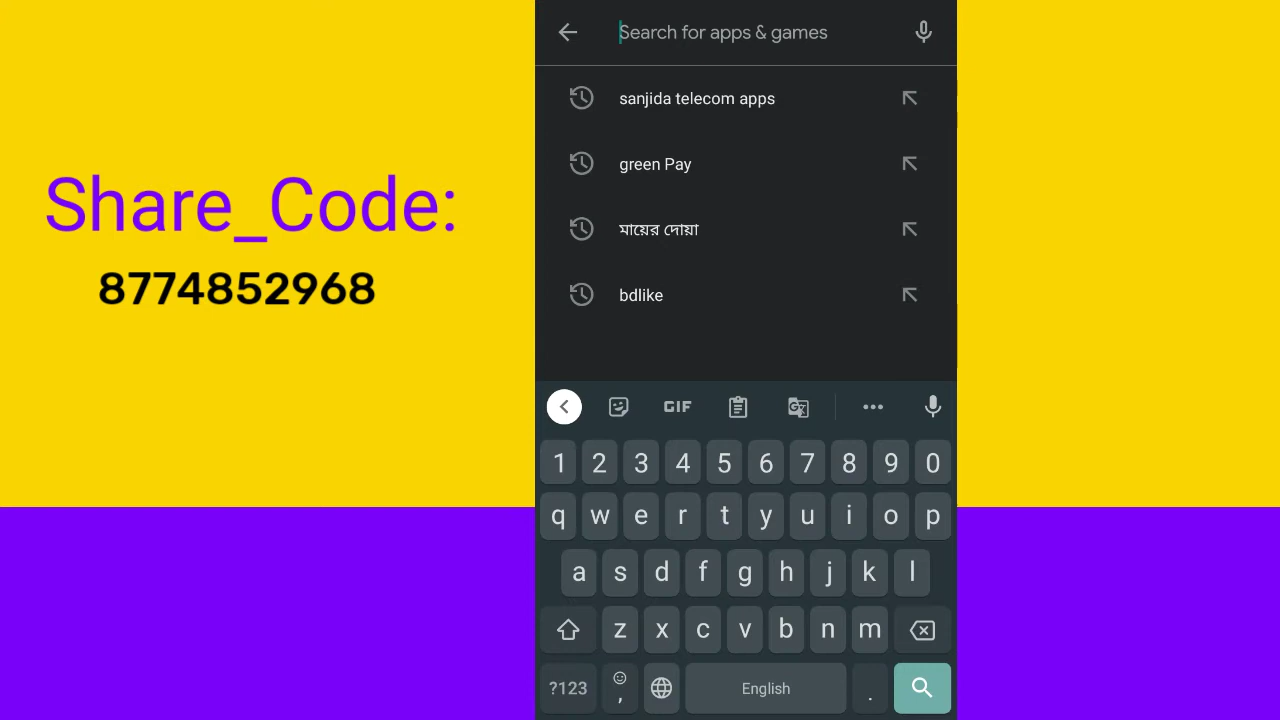 Share_Code:
8774852968
Search for apps & games
sanjida telecom apps
green Pay
মায়ের দোয়া
bdlike
GIF
1 2 3 4 5 6 7 8 9 0
q w e r t y u i o p
a s d f g h j k l
z x c v b n m
?123 , English .